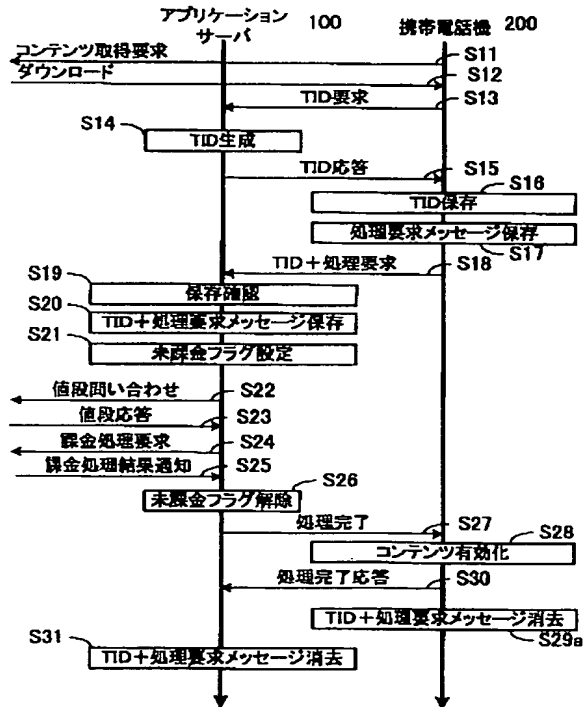 アプリケーション
サーバ 100
携帯電話機 200
コンテンツ取得要求 S11
ダウンロード S12
TID要求 S13
S14
TID生成
TID応答 S15
S16
TID保存
処理要求メッセージ保存
S17
TID+処理要求 S18
S19
保存確認
S20
TID+処理要求メッセージ保存
S21
未課金フラグ設定
値段問い合わせ S22
値段応答 S23
課金処理要求 S24
課金処理結果通知 S25
S26
未課金フラグ解除
処理完了 S27
S28
コンテンツ有効化
処理完了応答 S30
TID+処理要求メッセージ消去
S29a
S31
TID+処理要求メッセージ消去